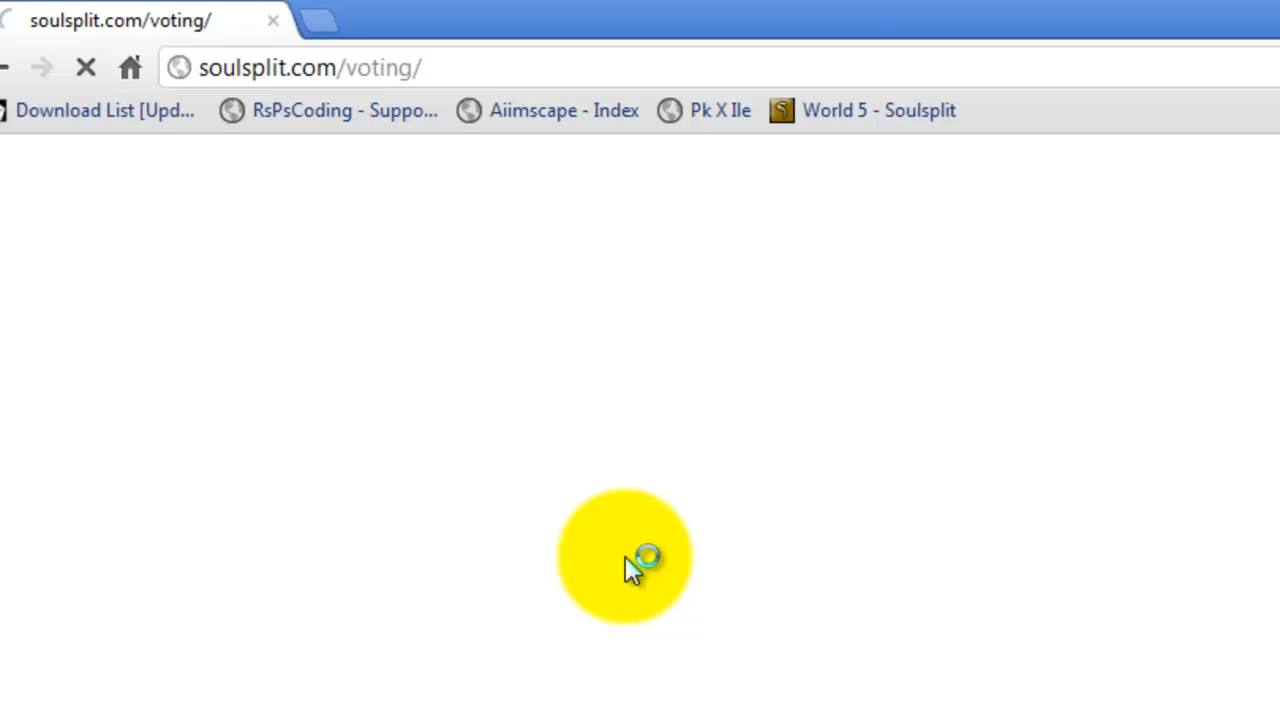 soulsplit.com/voting/
soulsplit.com/voting/
Download List [Upd... RsPsCoding - Suppo... Aiimscape - Index Pk X Ile World 5 - Soulsplit